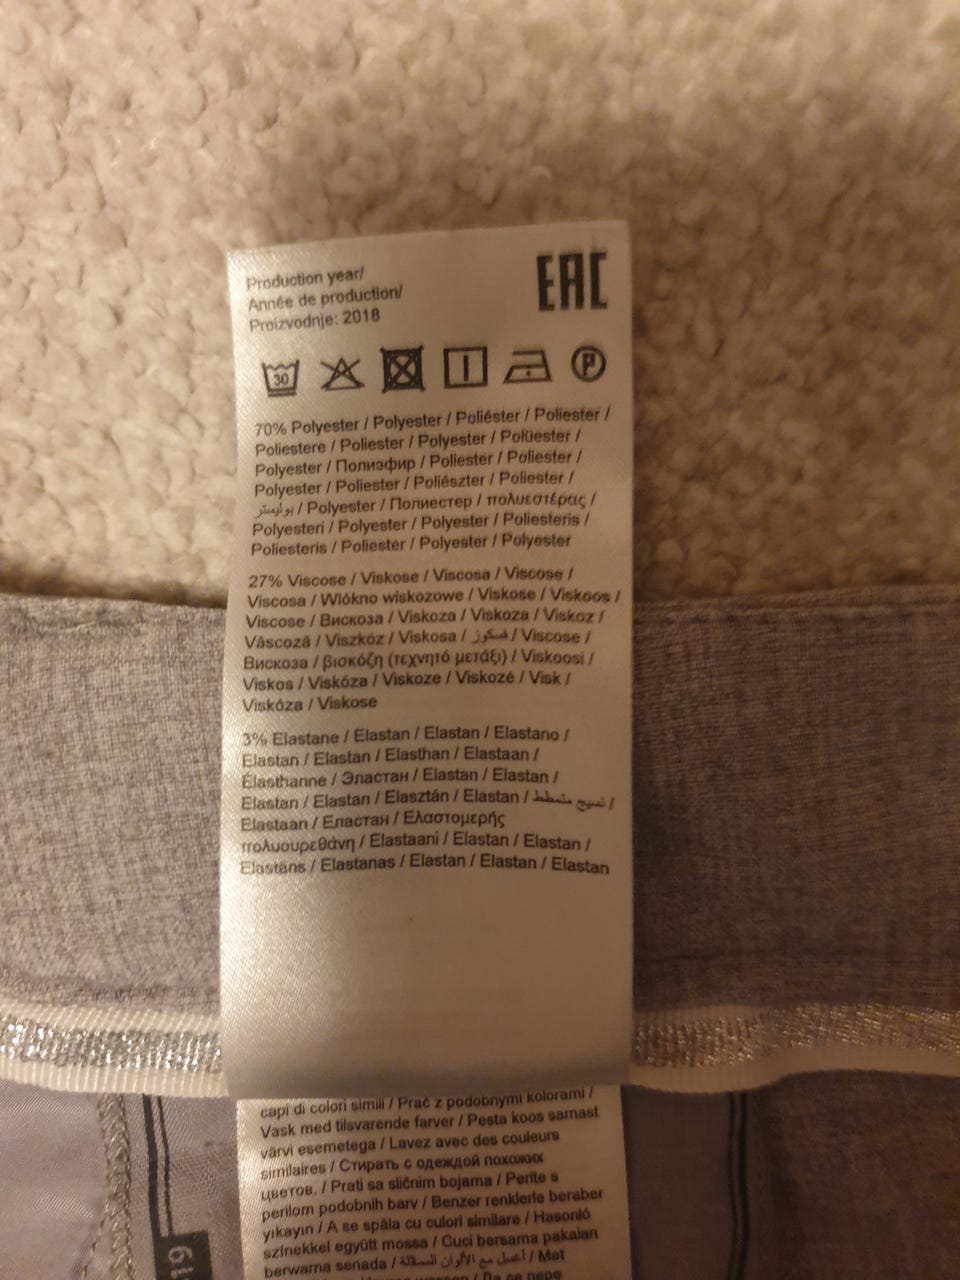 Production year/
Année de production/
Proizvodnje: 2018
EAC
30
P
70% Polyester / Polyester / Poliéster / Poliester /
Poliestere / Poliester / Polyester / Polüester /
Polyester / Полиэфир / Poliester / Poliester /
Polyester / Poliester / Poliészter / Poliester /
بوليستر / Polyester / Полиестер / πολυεστέρας /
Polyesteri / Polyester / Polyester / Poliesteris /
Poliesteris / Poliester / Polyester / Polyester
27% Viscose / Viskose / Viscosa / Viscose /
Viscosa / Wlókno wiskozowe / Viskose / Viskoos /
Viscose / Вискоза / Viskoza / Viskoza / Viskoz /
Vâscoză / Viszkóz / Viskosa / فسكوز / Viscose /
Вискоза / βισκόζη (τεχνητό μετάξι) / Viskoosi /
Viskos / Viskóza / Viskoze / Viskozė / Visk /
Viskóza / Viskose
3% Elastane / Elastan / Elastan / Elastano /
Elastan / Elastan / Elasthan / Elastaan /
Élasthanne / Эластан / Elastan / Elastan /
Elastan / Elastan / Elasztán / Elastan / نسيج متمطط /
Elastaan / Еластан / Ελαστομερής
πολυουρεθάνη / Elastaani / Elastan / Elastan /
Elastāns / Elastanas / Elastan / Elastan / Elastan
capi di colori simili / Prać z podobnymi kolorami /
Vask med tilsvarende farver / Pesta koos samast
värvi esemetega / Lavez avec des couleurs
similaires / Стирать с одеждой похожих
цветов. / Prati sa sličnim bojama / Perite s
perilom podobnih barv / Benzer renklerle beraber
yıkayın / A se spăla cu culori similare / Hasonló
színekkel együtt mossa / Cuci bersama pakaian
berwarna senada / اغسل مع الألوان المماثلة / Met
19